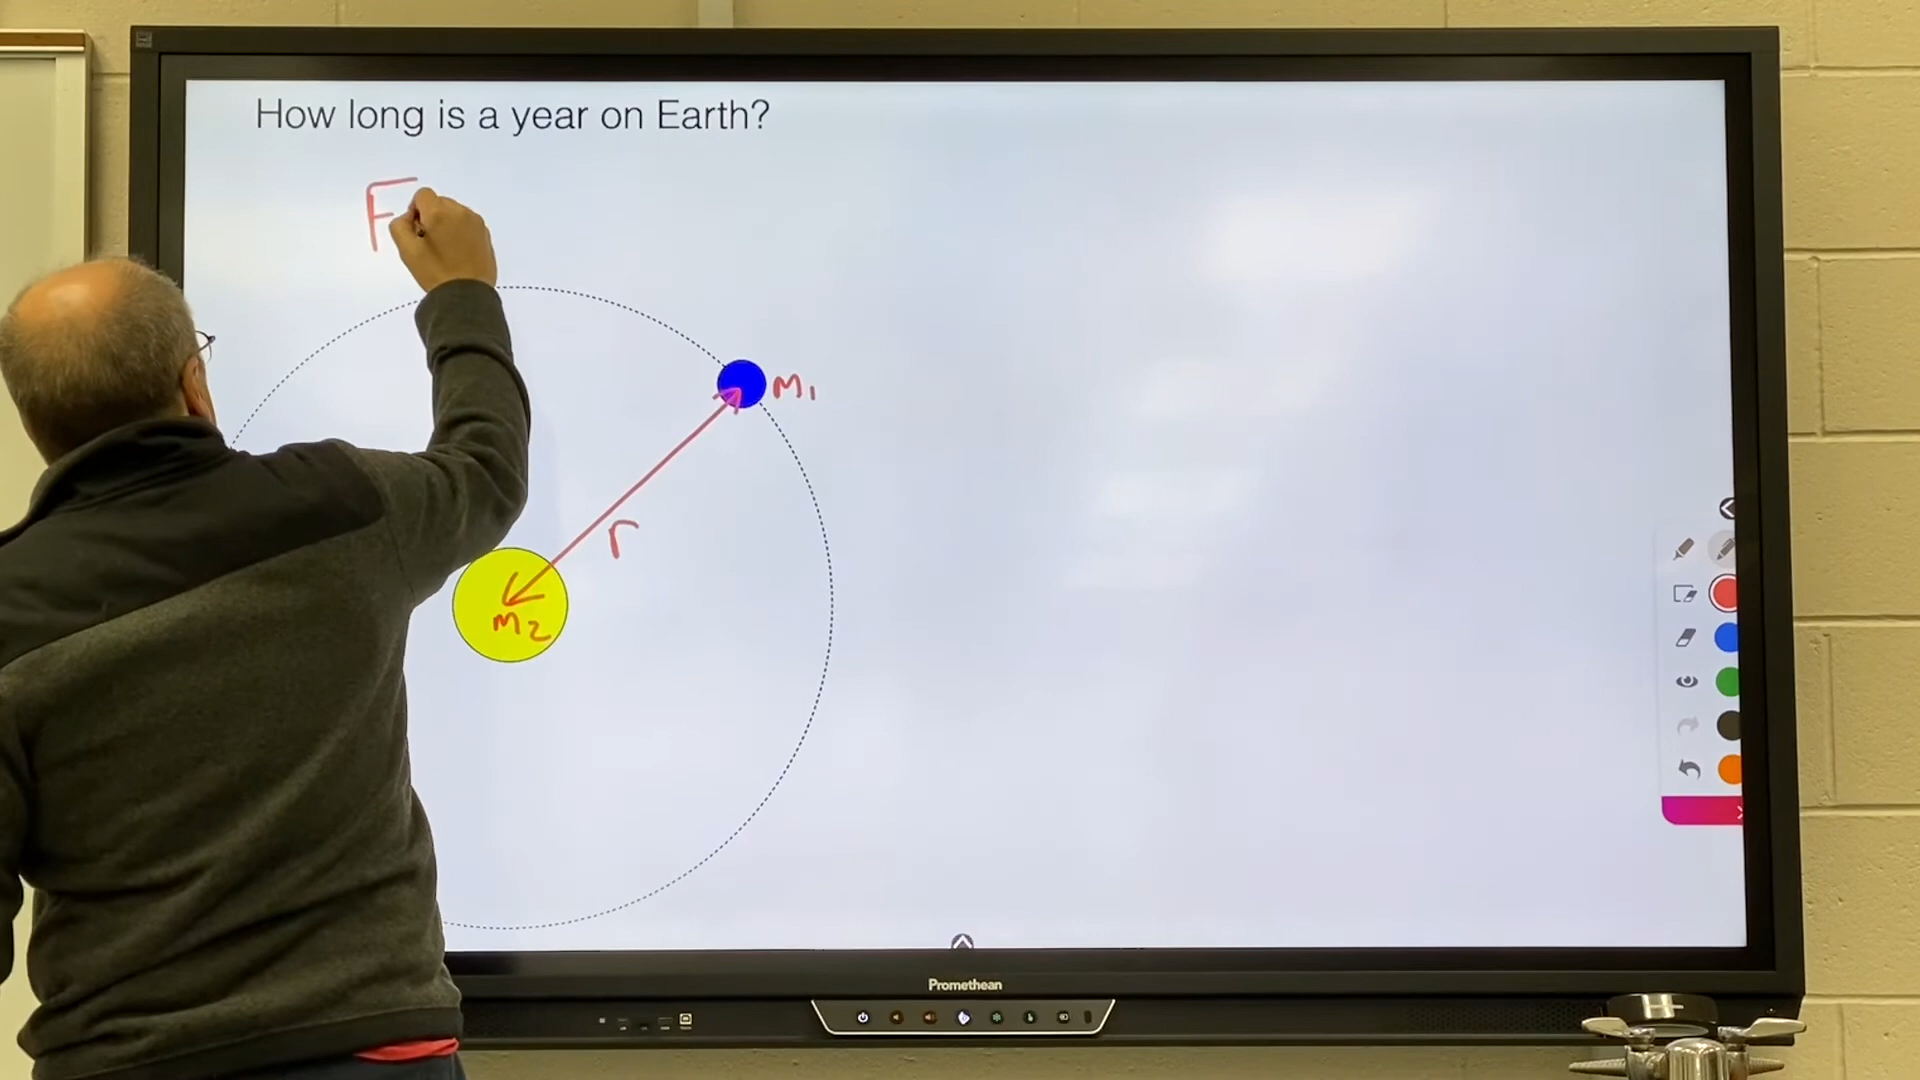 How long is a year on Earth?
F
m1
r
m2
Promethean